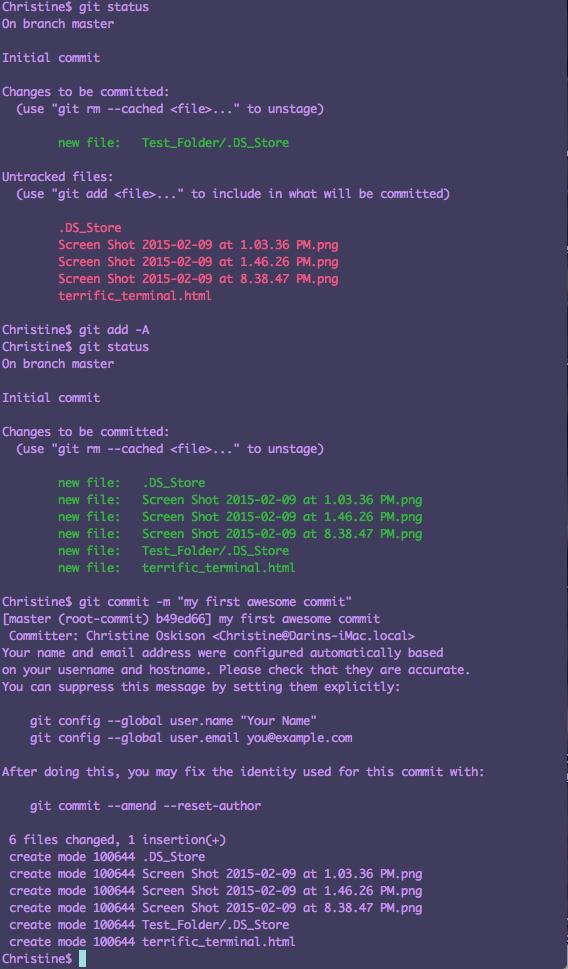 Christine$ git status
On branch master
Initial commit
Changes to be committed:
(use "git rm --cached <file>..." to unstage)
new file: Test_Folder/.DS_Store
Untracked files:
(use "git add <file>..." to include in what will be committed)
.DS_Store
Screen Shot 2015-02-09 at 1.03.36 PM.png
Screen Shot 2015-02-09 at 1.46.26 PM.png
Screen Shot 2015-02-09 at 8.38.47 PM.png
terrific_terminal.html
Christine$ git add -A
Christine$ git status
On branch master
Initial commit
Changes to be committed:
(use "git rm --cached <file>..." to unstage)
new file: .DS_Store
new file: Screen Shot 2015-02-09 at 1.03.36 PM.png
new file: Screen Shot 2015-02-09 at 1.46.26 PM.png
new file: Screen Shot 2015-02-09 at 8.38.47 PM.png
new file: Test_Folder/.DS_Store
new file: terrific_terminal.html
Christine$ git commit -m "my first awesome commit"
[master (root-commit) b49ed66] my first awesome commit
Committer: Christine Oskison <Christine@Darins-iMac.local>
Your name and email address were configured automatically based
on your username and hostname. Please check that they are accurate.
You can suppress this message by setting them explicitly:
git config --global user.name "Your Name"
git config --global user.email you@example.com
After doing this, you may fix the identity used for this commit with:
git commit --amend --reset-author
6 files changed, 1 insertion(+)
create mode 100644 .DS_Store
create mode 100644 Screen Shot 2015-02-09 at 1.03.36 PM.png
create mode 100644 Screen Shot 2015-02-09 at 1.46.26 PM.png
create mode 100644 Screen Shot 2015-02-09 at 8.38.47 PM.png
create mode 100644 Test_Folder/.DS_Store
create mode 100644 terrific_terminal.html
Christine$